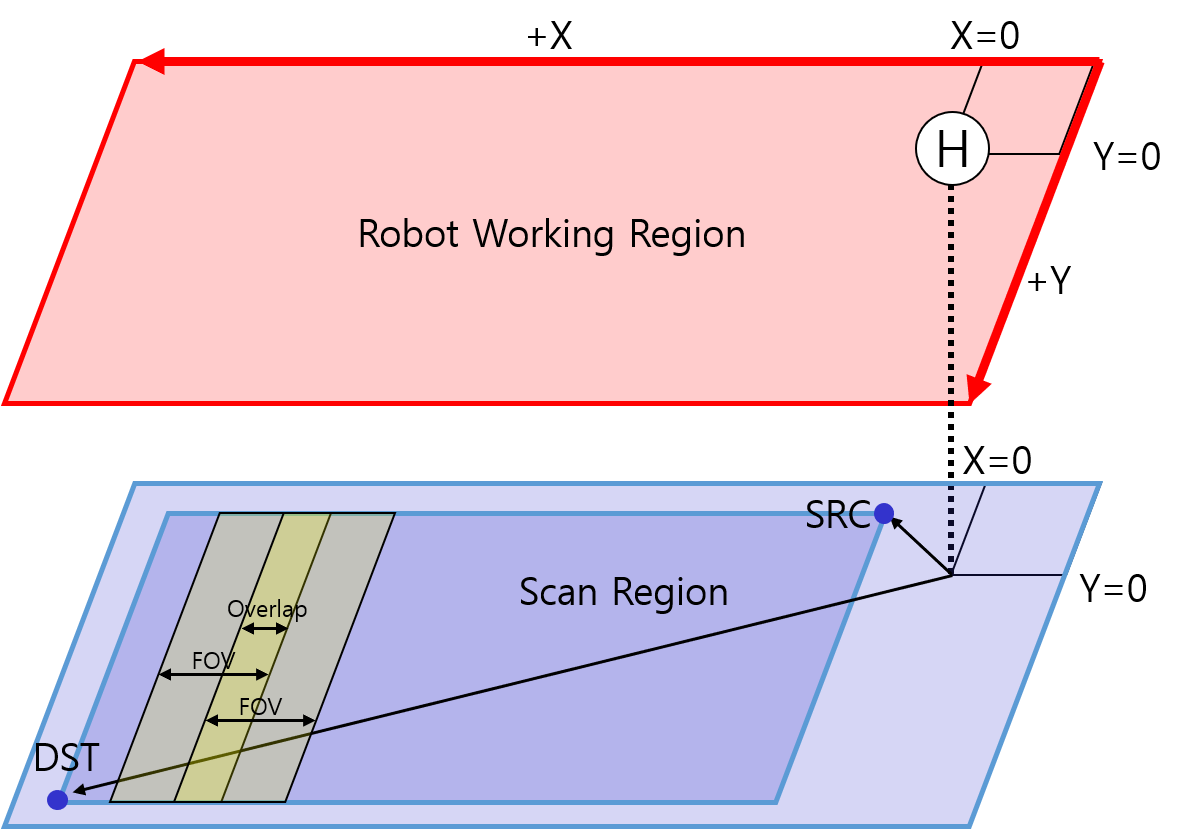 +X
X=0
H
Y=0
Robot Working Region
+Y
X=0
SRC
Scan Region
Y=0
Overlap
FOV
FOV
DST